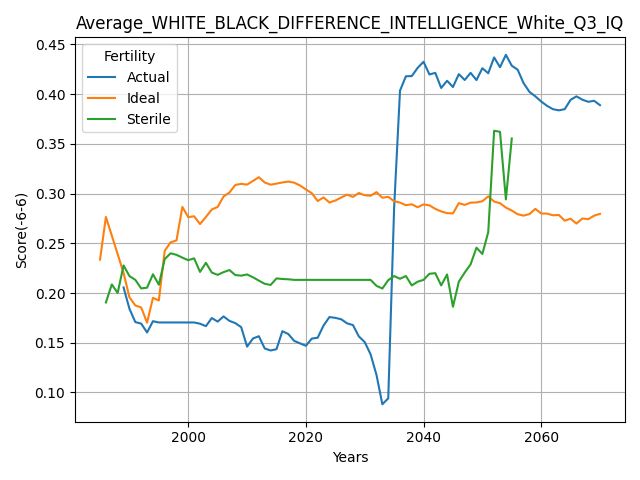 Average_WHITE_BLACK_DIFFERENCE_INTELLIGENCE_White_Q3_IQ
Fertility
Actual
Ideal
Sterile
Score(-6-6)
0.45
0.40
0.35
0.30
0.25
0.20
0.15
0.10
2000
2020
2040
2060
Years